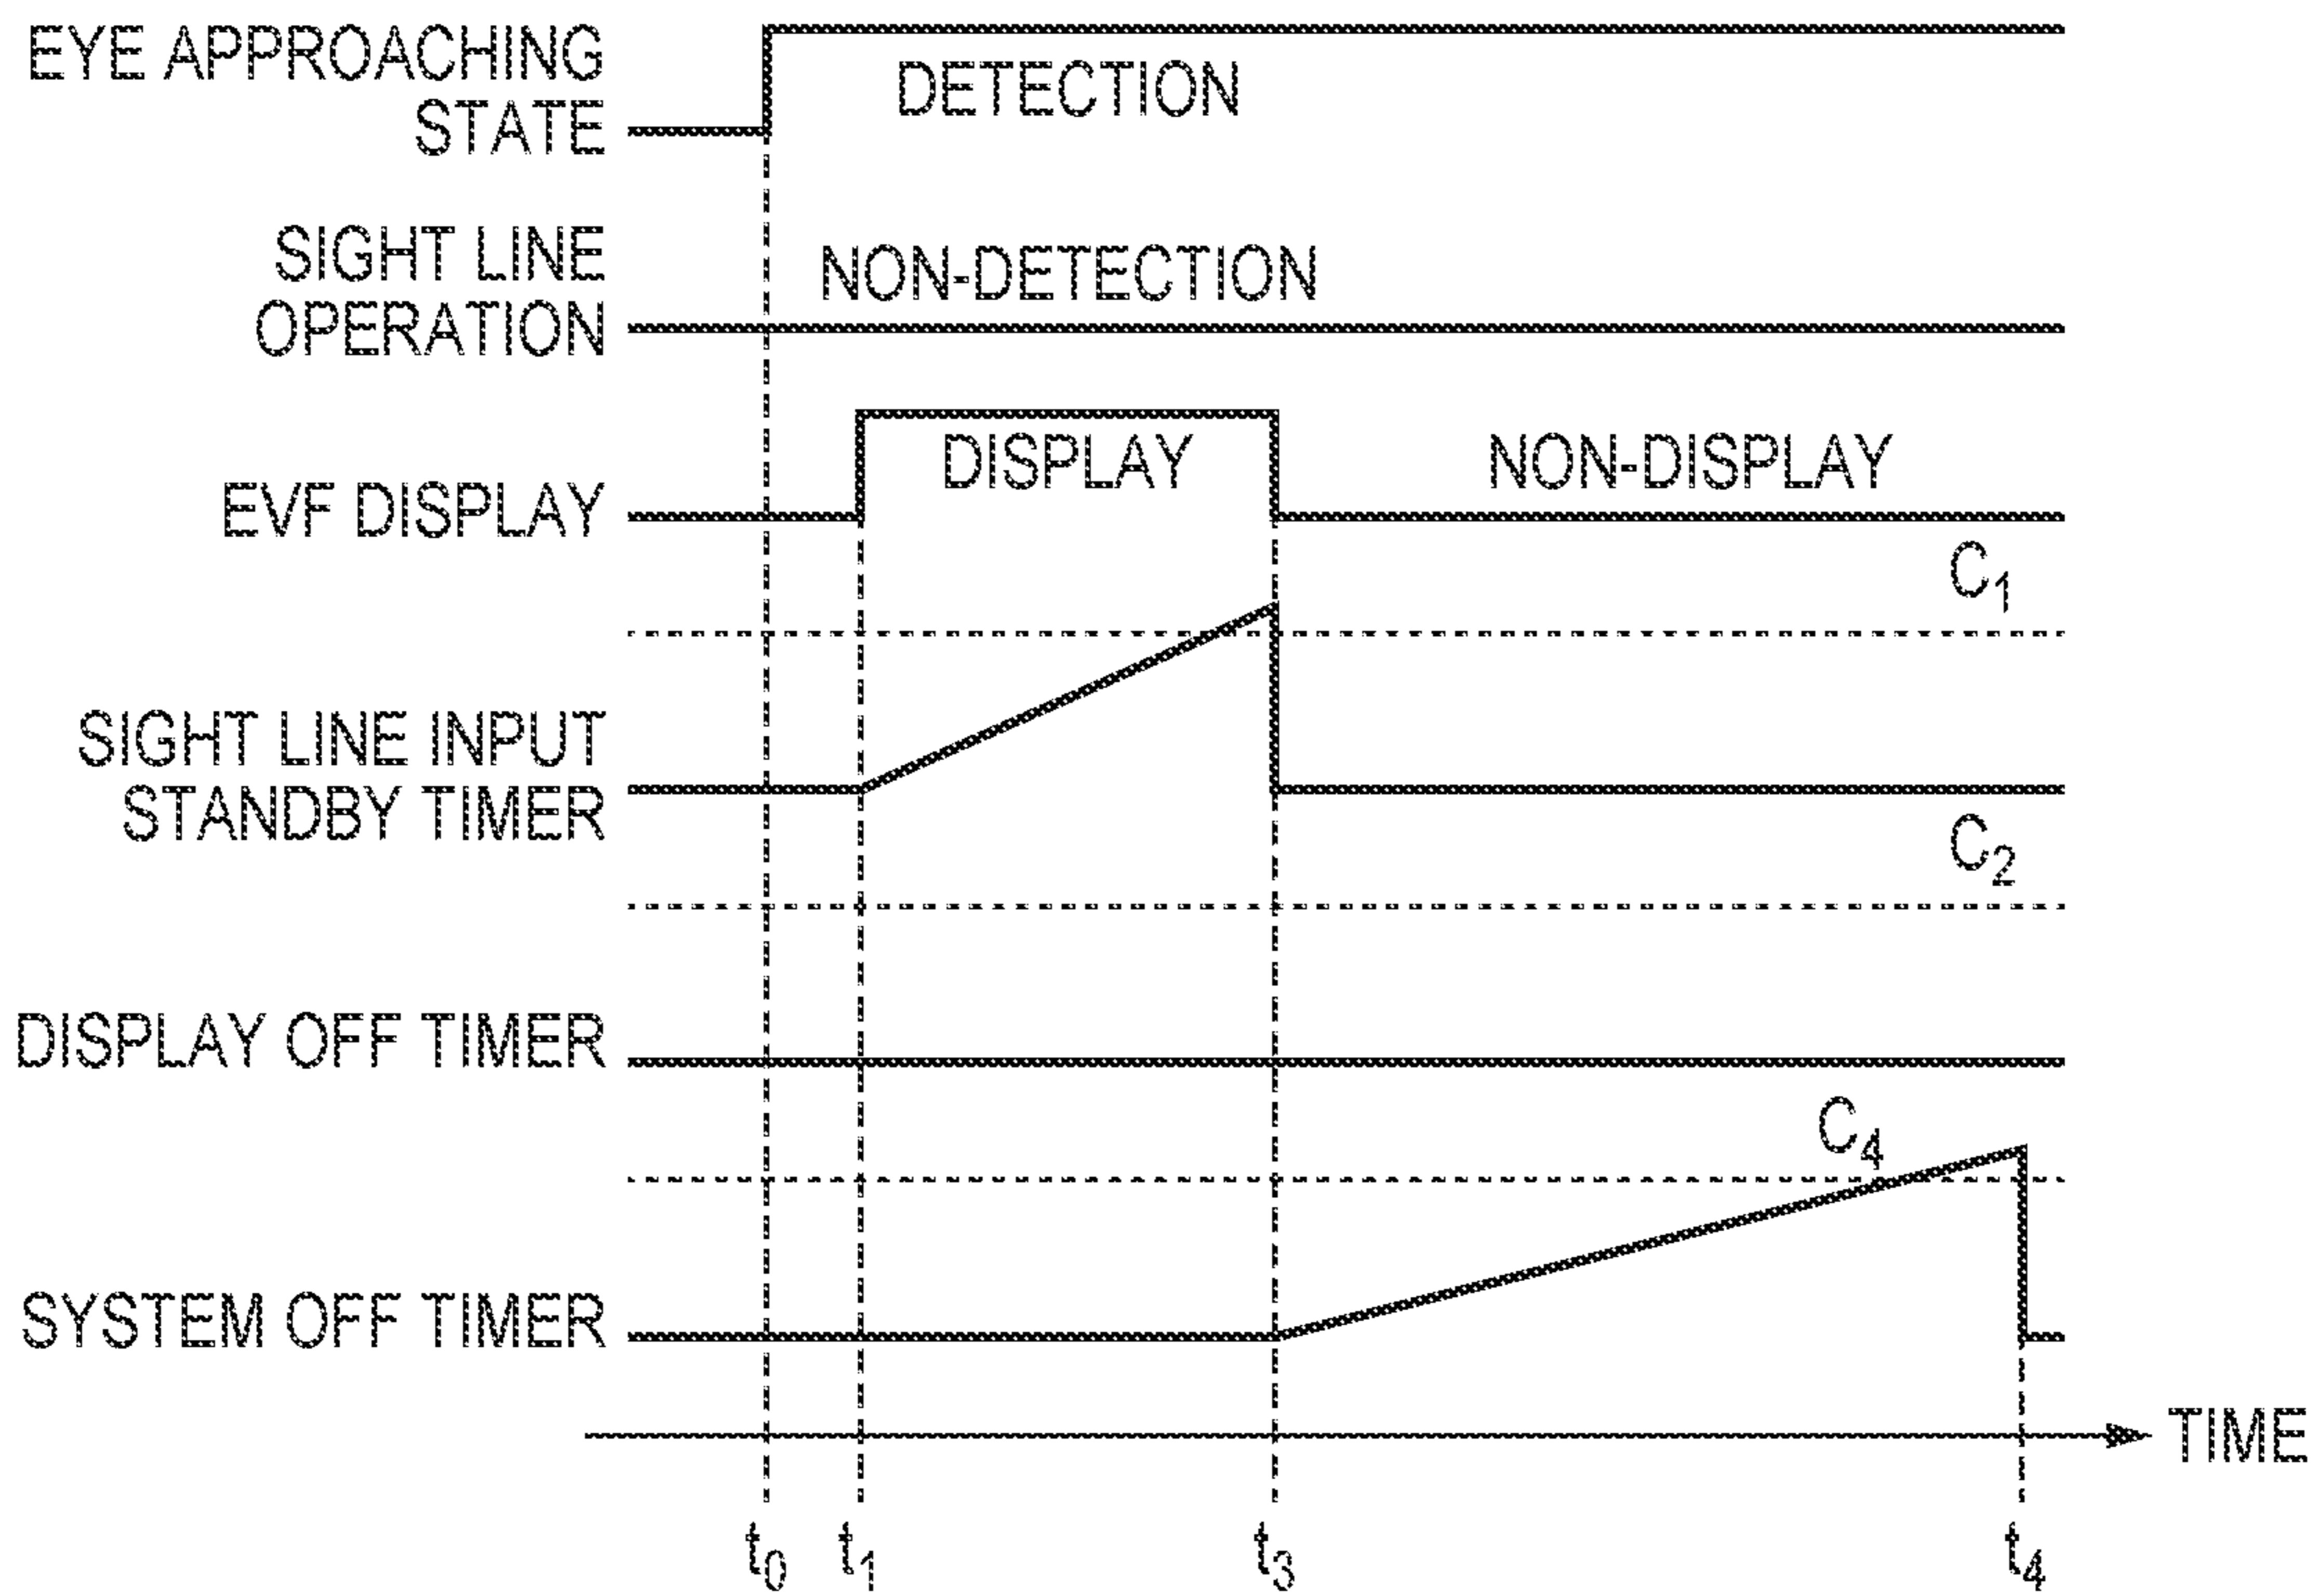 EYE APPROACHING
STATE
DETECTION
SIGHT LINE
OPERATION
NON-DETECTION
EVF DISPLAY
DISPLAY
NON-DISPLAY
C1
SIGHT LINE INPUT
STANDBY TIMER
C2
DISPLAY OFF TIMER
C4
SYSTEM OFF TIMER
TIME
t0 t1 t3 t4